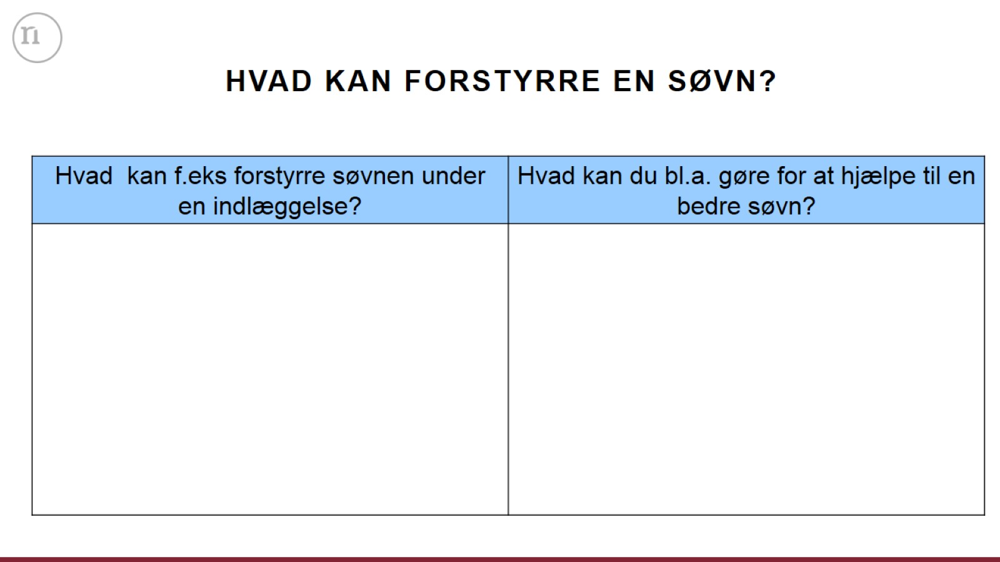 n
HVAD KAN FORSTYRRE EN SØVN?
Hvad  kan f.eks forstyrre søvnen under
en indlæggelse?
Hvad kan du bl.a. gøre for at hjælpe til en
bedre søvn?